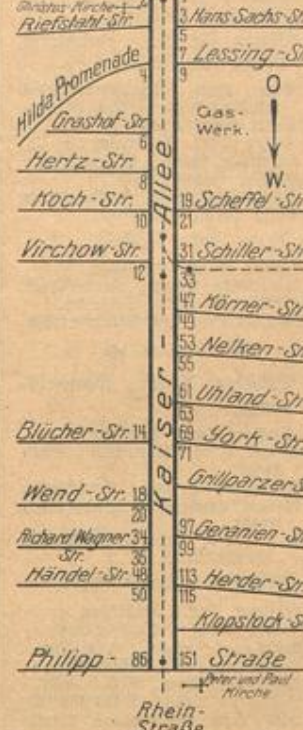 Christus-Kirche
Riefstahl-Str.
3 Hans Sachs-Str
5
7 Lessing-Str
9
Hilda Promenade
4
Grashof-Str
6
Gas-
Werk.
O
W.
Hertz-Str.
8
Koch-Str.
10
19 Scheffel-Str
21
Virchow-Str.
12
31 Schiller-Str
33
Kaiser-Allee
47 Körner-Str
49
53 Nelken-Str
55
61 Uhland-Str
63
Blücher-Str. 14
69 York-Str
71
Grillparzer-S
Wend-Str. 18
20
Richard Wagner 34
Str.
36
97 Geranien-Str
99
Händel-Str. 48
50
113 Herder-Str
115
Klopstock-S
Philipp- 86
151 Straße
Peter und Paul
Kirche
Rhein-
Straße